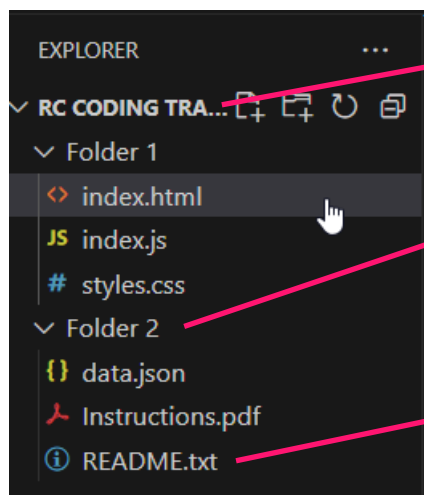 EXPLORER ...
RC CODING TRA...
Folder 1
<> index.html
JS index.js
# styles.css
Folder 2
{} data.json
Instructions.pdf
README.txt